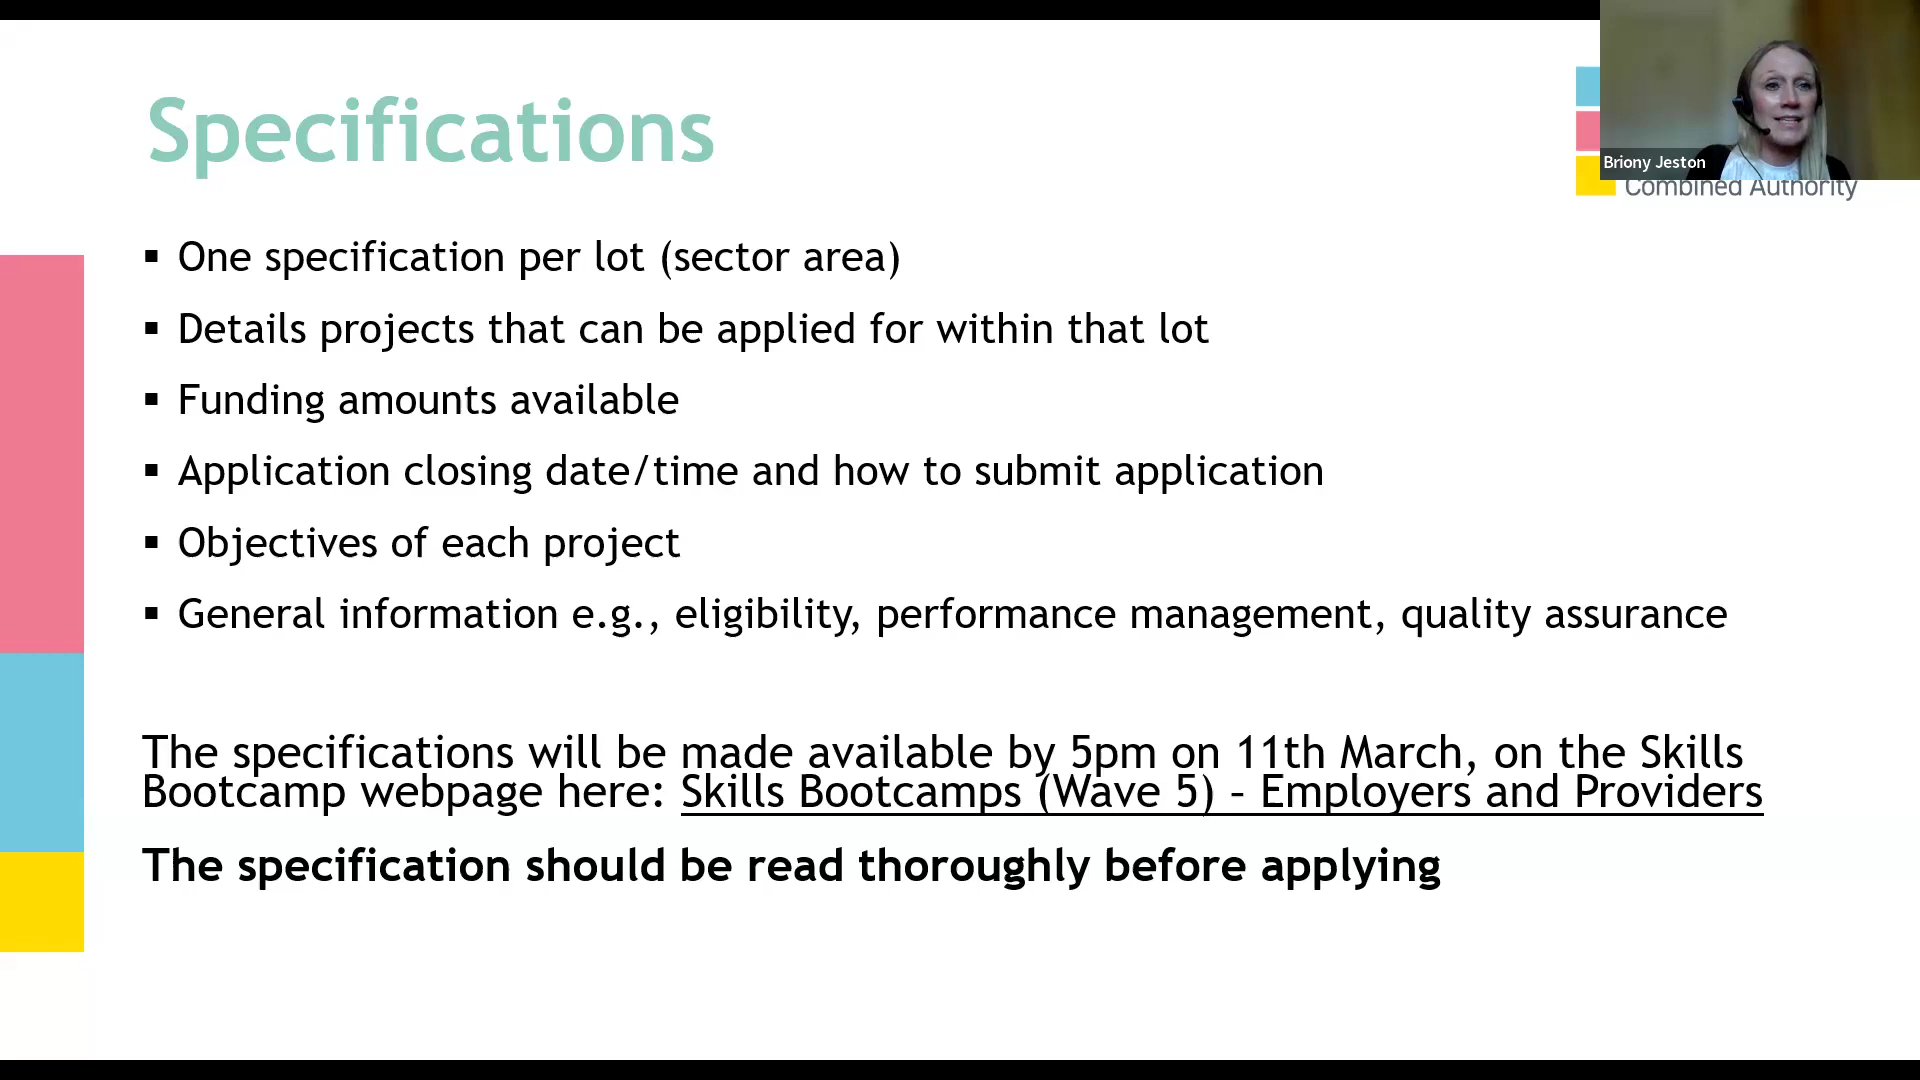 Specifications
Briony Jeston
Combined Authority
▪ One specification per lot (sector area)
▪ Details projects that can be applied for within that lot
▪ Funding amounts available
▪ Application closing date/time and how to submit application
▪ Objectives of each project
▪ General information e.g., eligibility, performance management, quality assurance
The specifications will be made available by 5pm on 11th March, on the Skills
Bootcamp webpage here: Skills Bootcamps (Wave 5) – Employers and Providers
The specification should be read thoroughly before applying